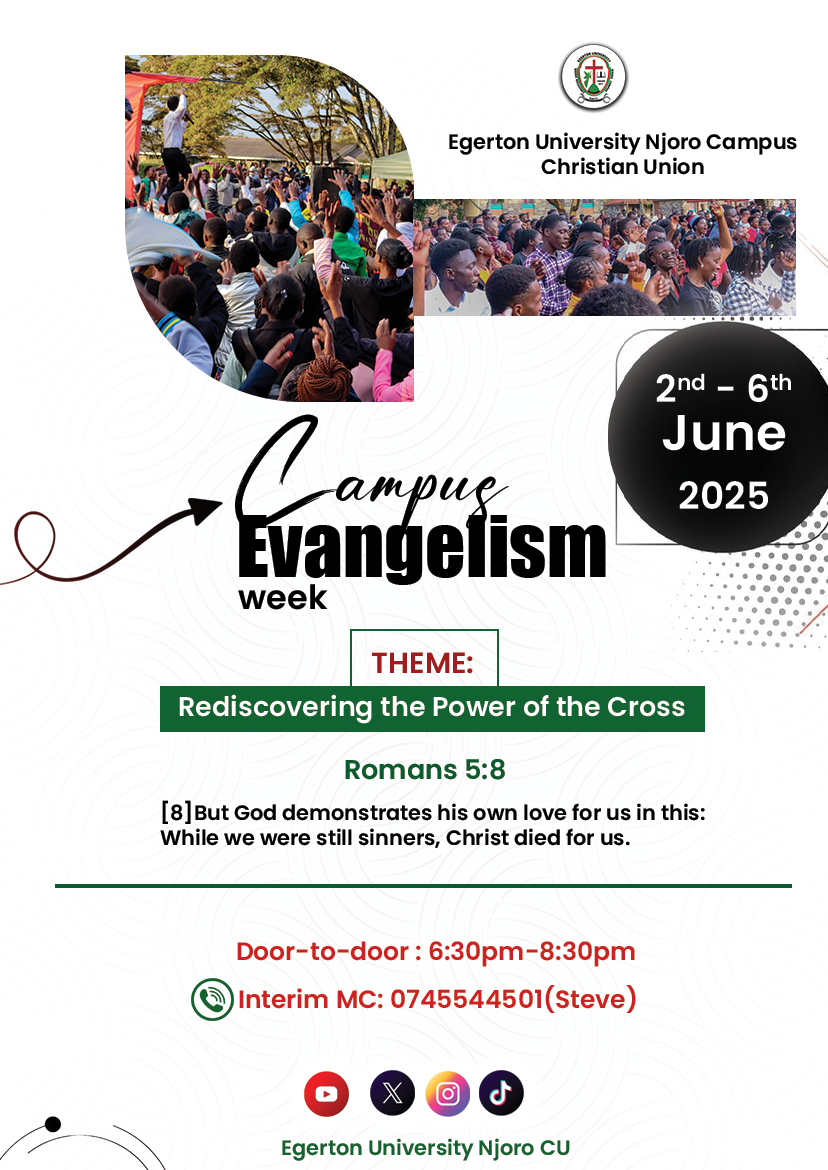 Egerton University Njoro Campus
Christian Union
2nd - 6th
June
2025
Campus
Evangelism
week
THEME:
Rediscovering the Power of the Cross
Romans 5:8
[8]But God demonstrates his own love for us in this:
While we were still sinners, Christ died for us.
Door-to-door : 6:30pm-8:30pm
Interim MC: 0745544501(Steve)
Egerton University Njoro CU